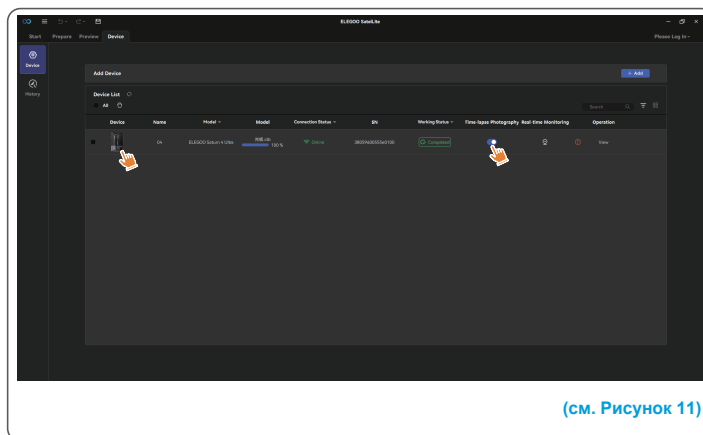 ELEGOO SatelLite
Start Prepare Preview Device Please Log In
Device
History
Add Device + Add
Device List
All Search
Device Name Model Model Connection Status SN Working Status Time-lapse Photography Real-time Monitoring Operation
ELEGOO Saturn 4 Ultra 100 % Online Completed View
(см. Рисунок 11)